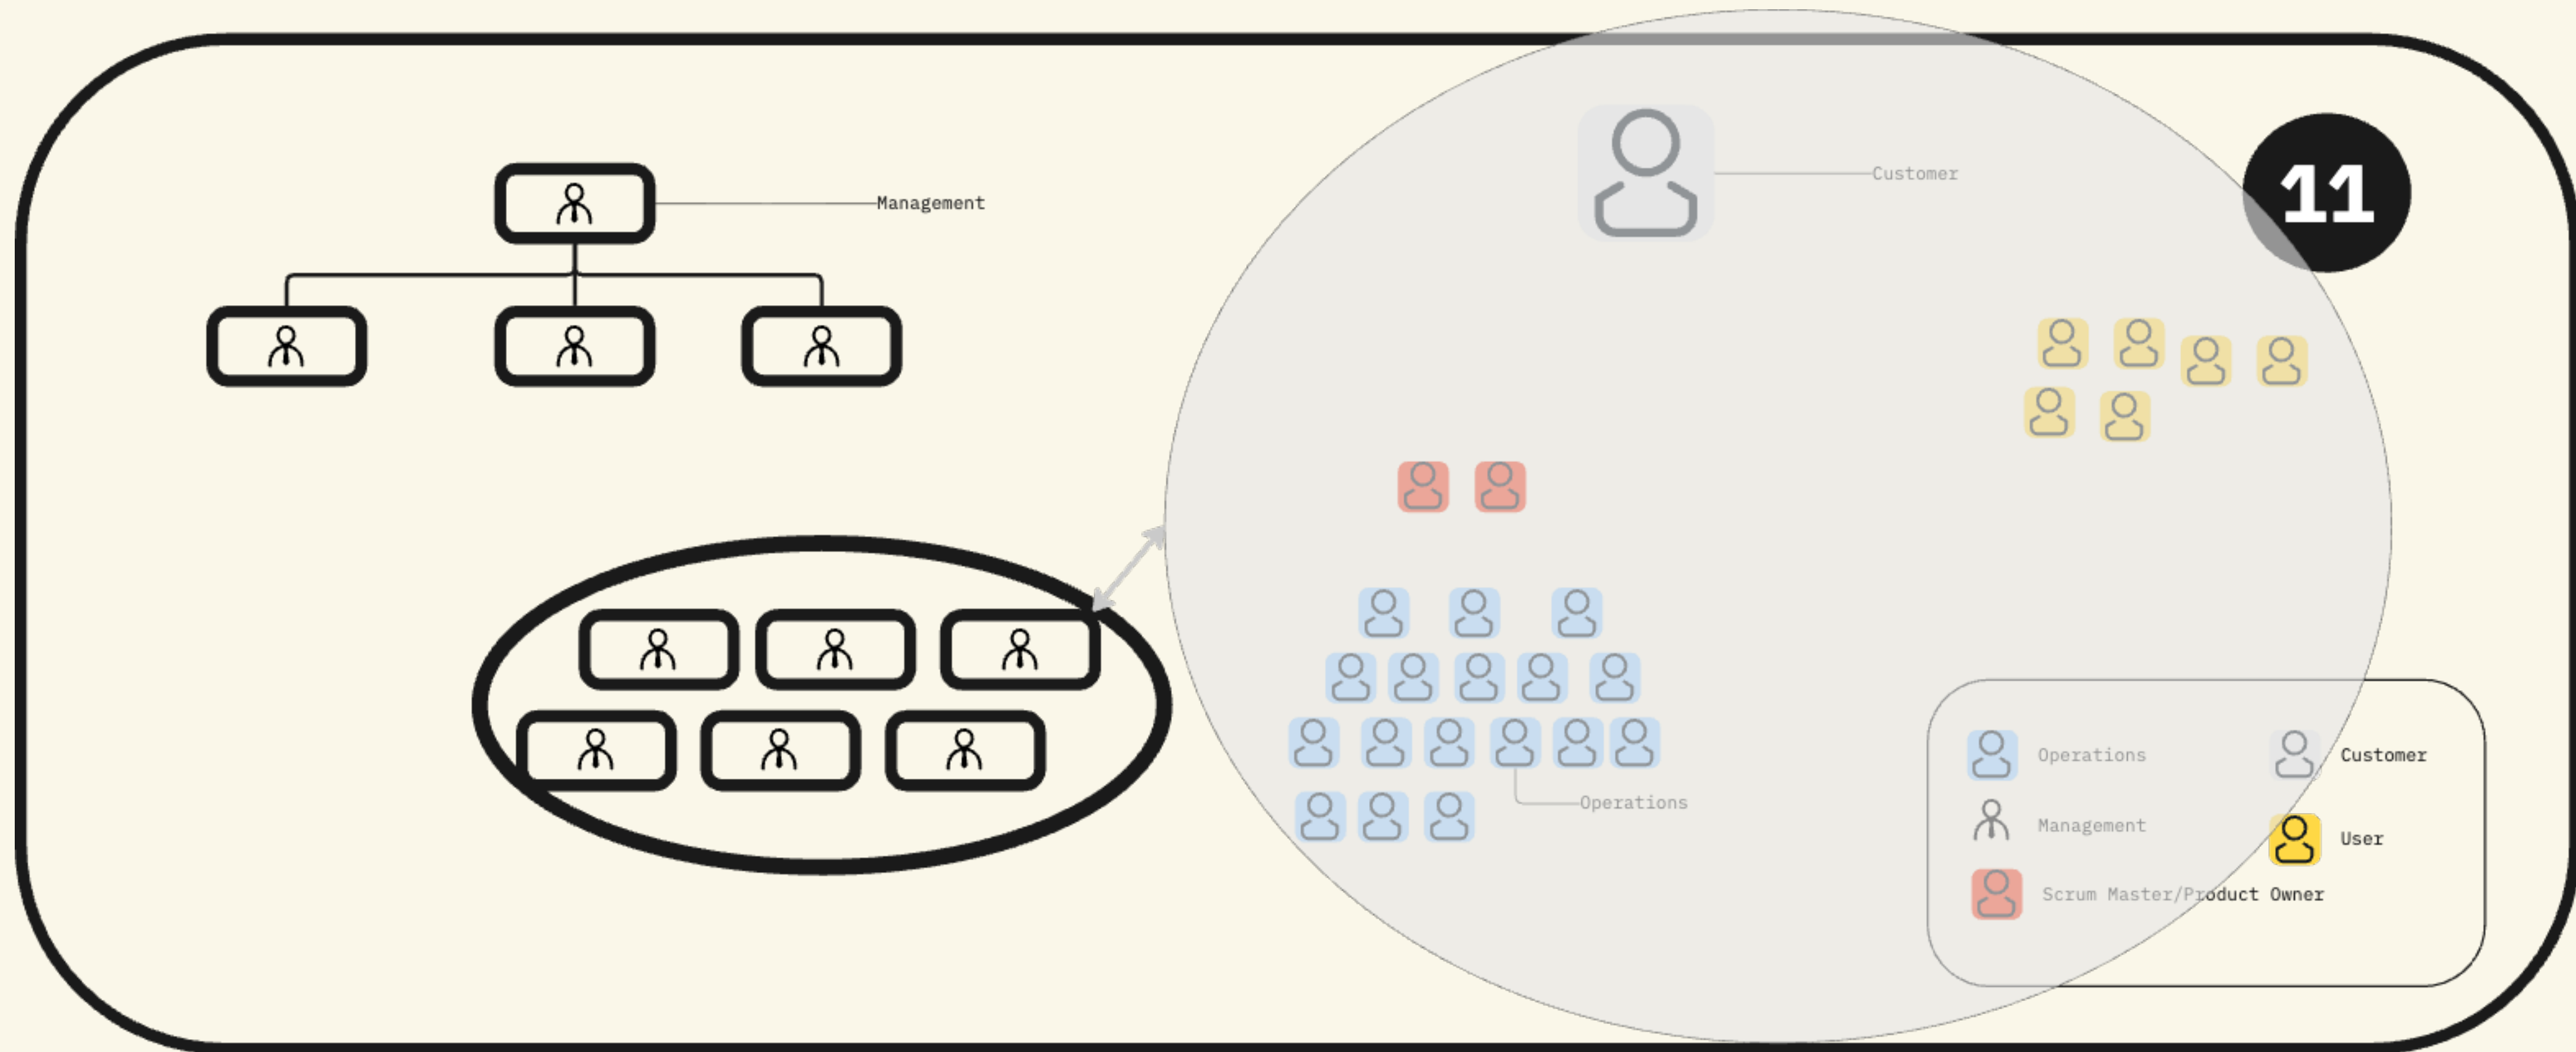 Management
Customer
11
Operations
Operations
Customer
Management
User
Scrum Master/Product Owner